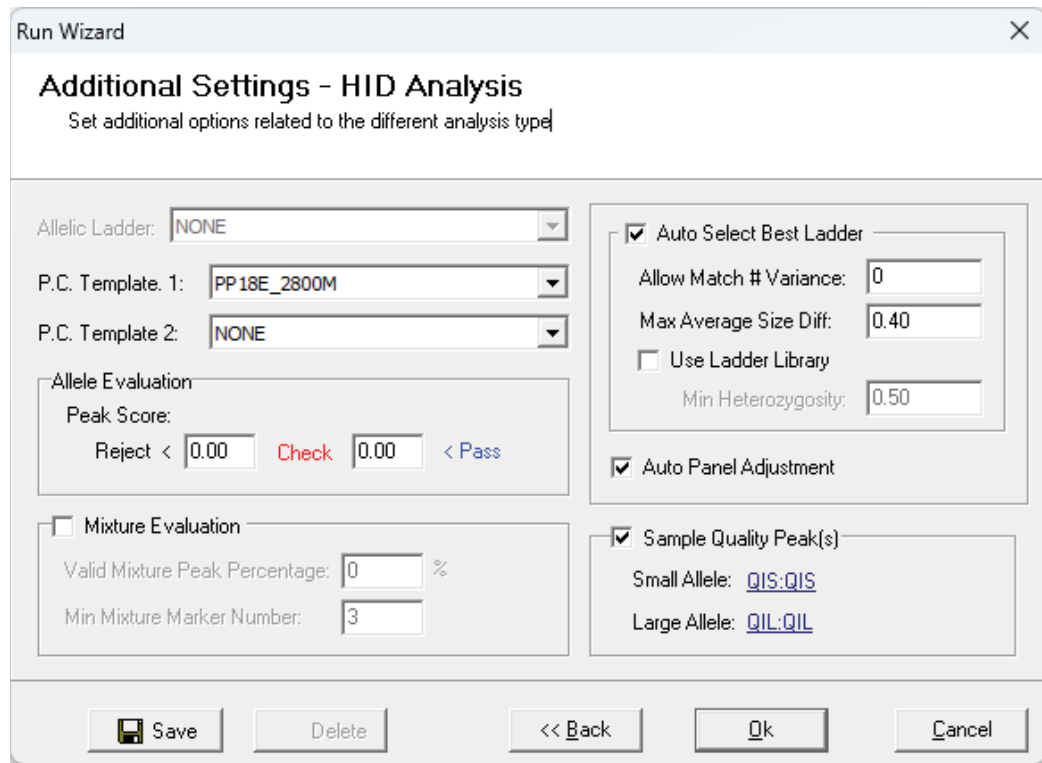 Run Wizard
Additional Settings - HID Analysis
Set additional options related to the different analysis type
Allelic Ladder: NONE
P.C. Template. 1: PP18E_2800M
P.C. Template 2: NONE
Allele Evaluation
Peak Score:
Reject < 0.00 Check 0.00 < Pass
Mixture Evaluation
Valid Mixture Peak Percentage: 0 %
Min Mixture Marker Number: 3
Auto Select Best Ladder
Allow Match # Variance: 0
Max Average Size Diff: 0.40
Use Ladder Library
Min Heterozygosity: 0.50
Auto Panel Adjustment
Sample Quality Peak(s)
Small Allele: QIS:QIS
Large Allele: QIL:QIL
Save Delete << Back Ok Cancel